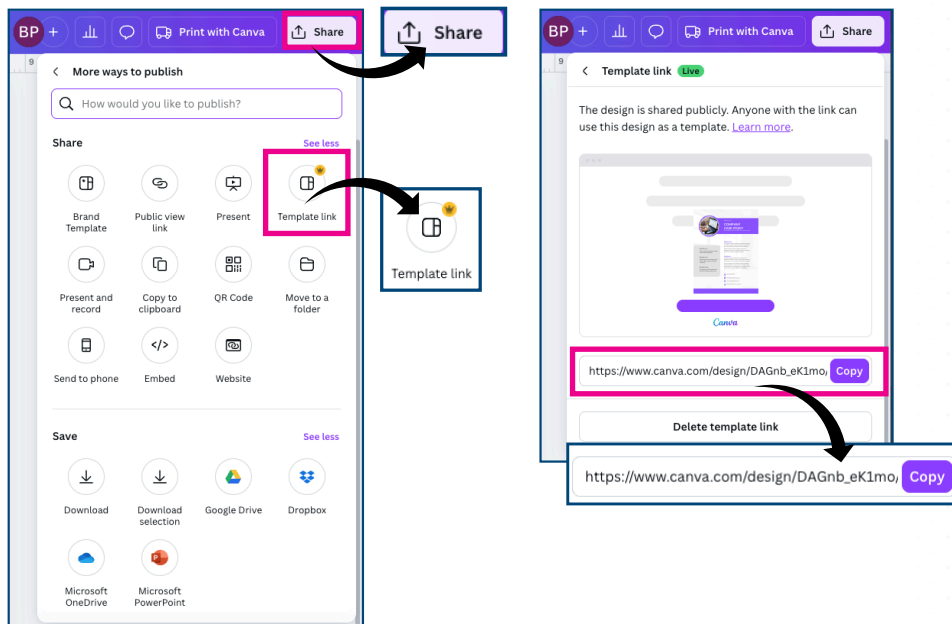 BP
+
Print with Canva
Share
9
More ways to publish
How would you like to publish?
Share
See less
Brand
Template
Public view
link
Present
Template link
Present and
record
Copy to
clipboard
QR Code
Move to a
folder
Send to phone
</>
Embed
Website
Save
See less
Download
Download
selection
Google Drive
Dropbox
Microsoft
OneDrive
P
Microsoft
PowerPoint
Share
Template link
BP
+
Print with Canva
Share
9
Template link
Live
The design is shared publicly. Anyone with the link can
use this design as a template. Learn more.
Canva
https://www.canva.com/design/DAGnb_eK1mo/
Copy
Delete template link
https://www.canva.com/design/DAGnb_eK1mo/
Copy